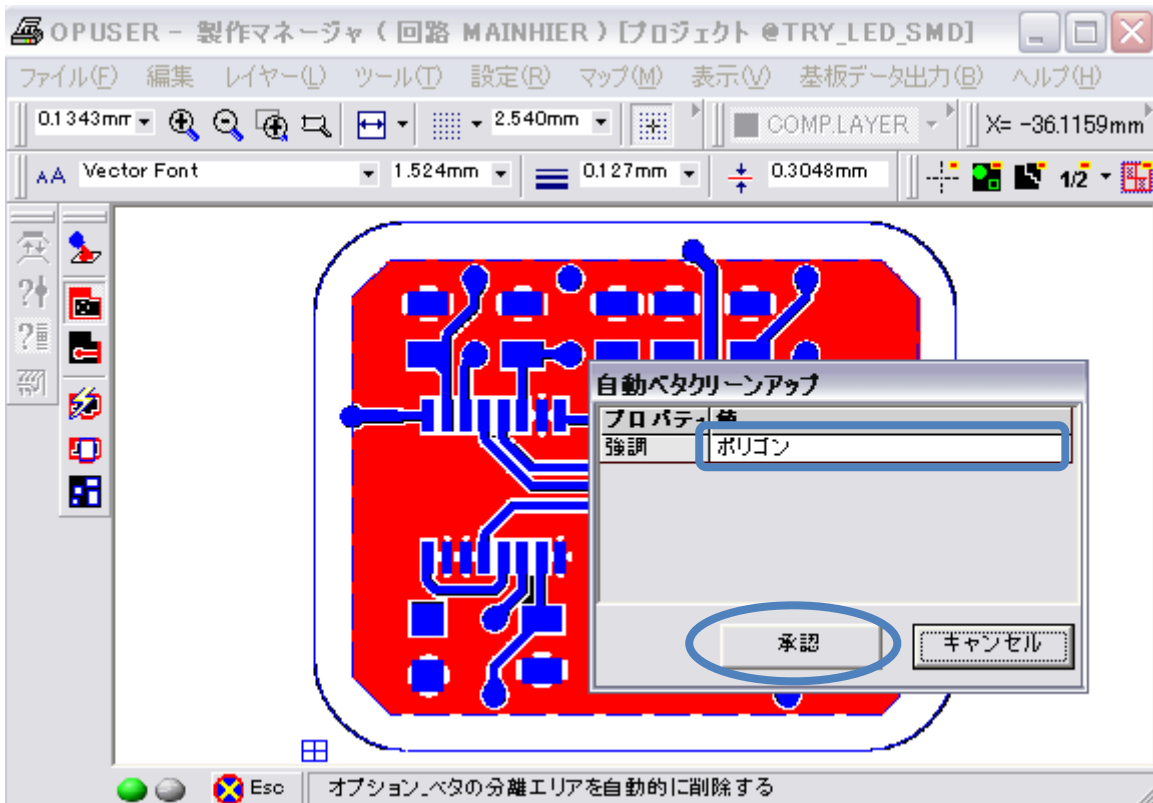 OPUSER - 製作マネージャ ( 回路 MAINHIER ) [プロジェクト @TRY_LED_SMD]
ファイル(F) 編集 レイヤー(L) ツール(T) 設定(R) マップ(M) 表示(V) 基板データ出力(B) ヘルプ(H)
0.1343mm 2.540mm COMP.LAYER X= -36.1159mm
AA Vector Font 1.524mm 0.127mm 0.3048mm 1/2
自動ベタクリーンアップ
プロパティ 値
強調 ポリゴン
承認 キャンセル
Esc オプション_ベタの分離エリアを自動的に削除する